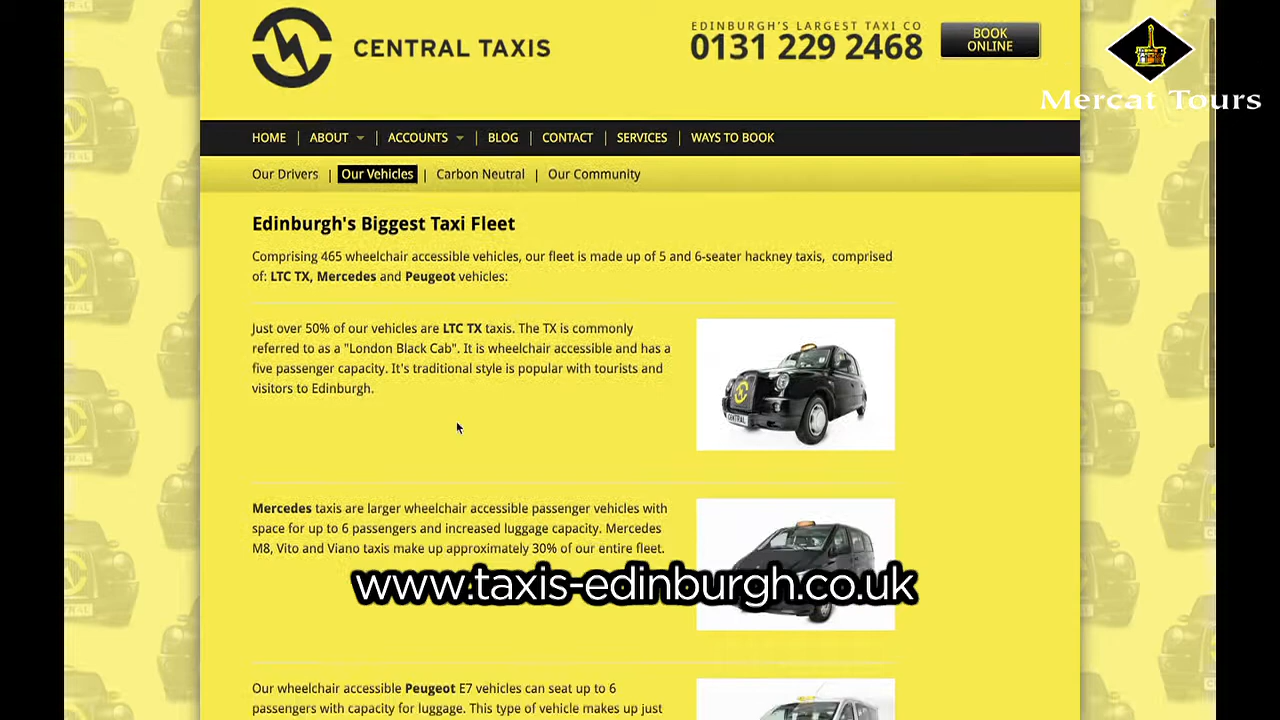 EDINBURGH'S LARGEST TAXI CO
CENTRAL TAXIS
0131 229 2468
BOOK
ONLINE
Mercat Tours
HOME | ABOUT | ACCOUNTS | BLOG | CONTACT | SERVICES | WAYS TO BOOK
Our Drivers | Our Vehicles | Carbon Neutral | Our Community
Edinburgh's Biggest Taxi Fleet
Comprising 465 wheelchair accessible vehicles, our fleet is made up of 5 and 6-seater hackney taxis, comprised
of: LTC TX, Mercedes and Peugeot vehicles:
Just over 50% of our vehicles are LTC TX taxis. The TX is commonly
referred to as a "London Black Cab". It is wheelchair accessible and has a
five passenger capacity. It's traditional style is popular with tourists and
visitors to Edinburgh.
CENTRAL
Mercedes taxis are larger wheelchair accessible passenger vehicles with
space for up to 6 passengers and increased luggage capacity. Mercedes
M8, Vito and Viano taxis make up approximately 30% of our entire fleet.
www.taxis-edinburgh.co.uk
Our wheelchair accessible Peugeot E7 vehicles can seat up to 6
passengers with capacity for luggage. This type of vehicle makes up just